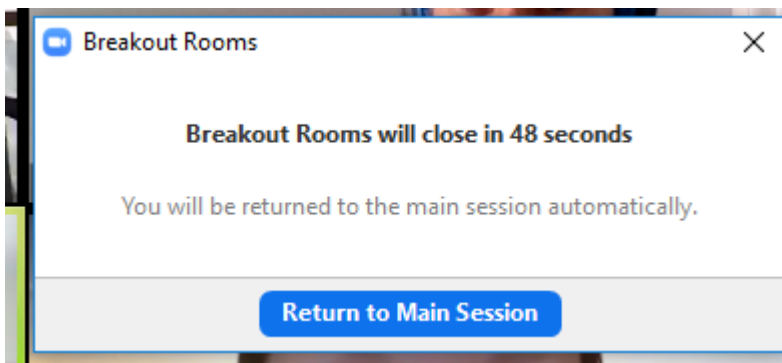 Breakout Rooms
Breakout Rooms will close in 48 seconds
You will be returned to the main session automatically.
Return to Main Session